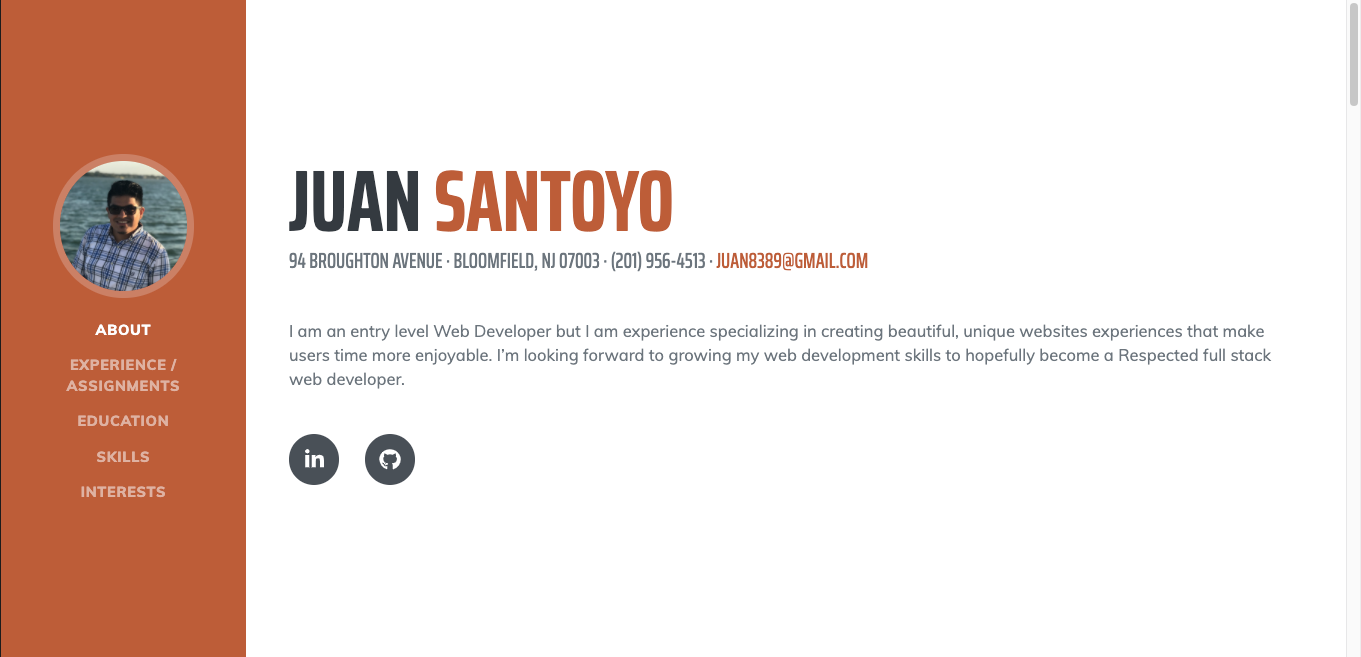 ABOUT
EXPERIENCE /
ASSIGNMENTS
EDUCATION
SKILLS
INTERESTS
JUAN SANTOYO
94 BROUGHTON AVENUE · BLOOMFIELD, NJ 07003 · (201) 956-4513 · JUAN8389@GMAIL.COM
I am an entry level Web Developer but I am experience specializing in creating beautiful, unique websites experiences that make
users time more enjoyable. I'm looking forward to growing my web development skills to hopefully become a Respected full stack
web developer.
in